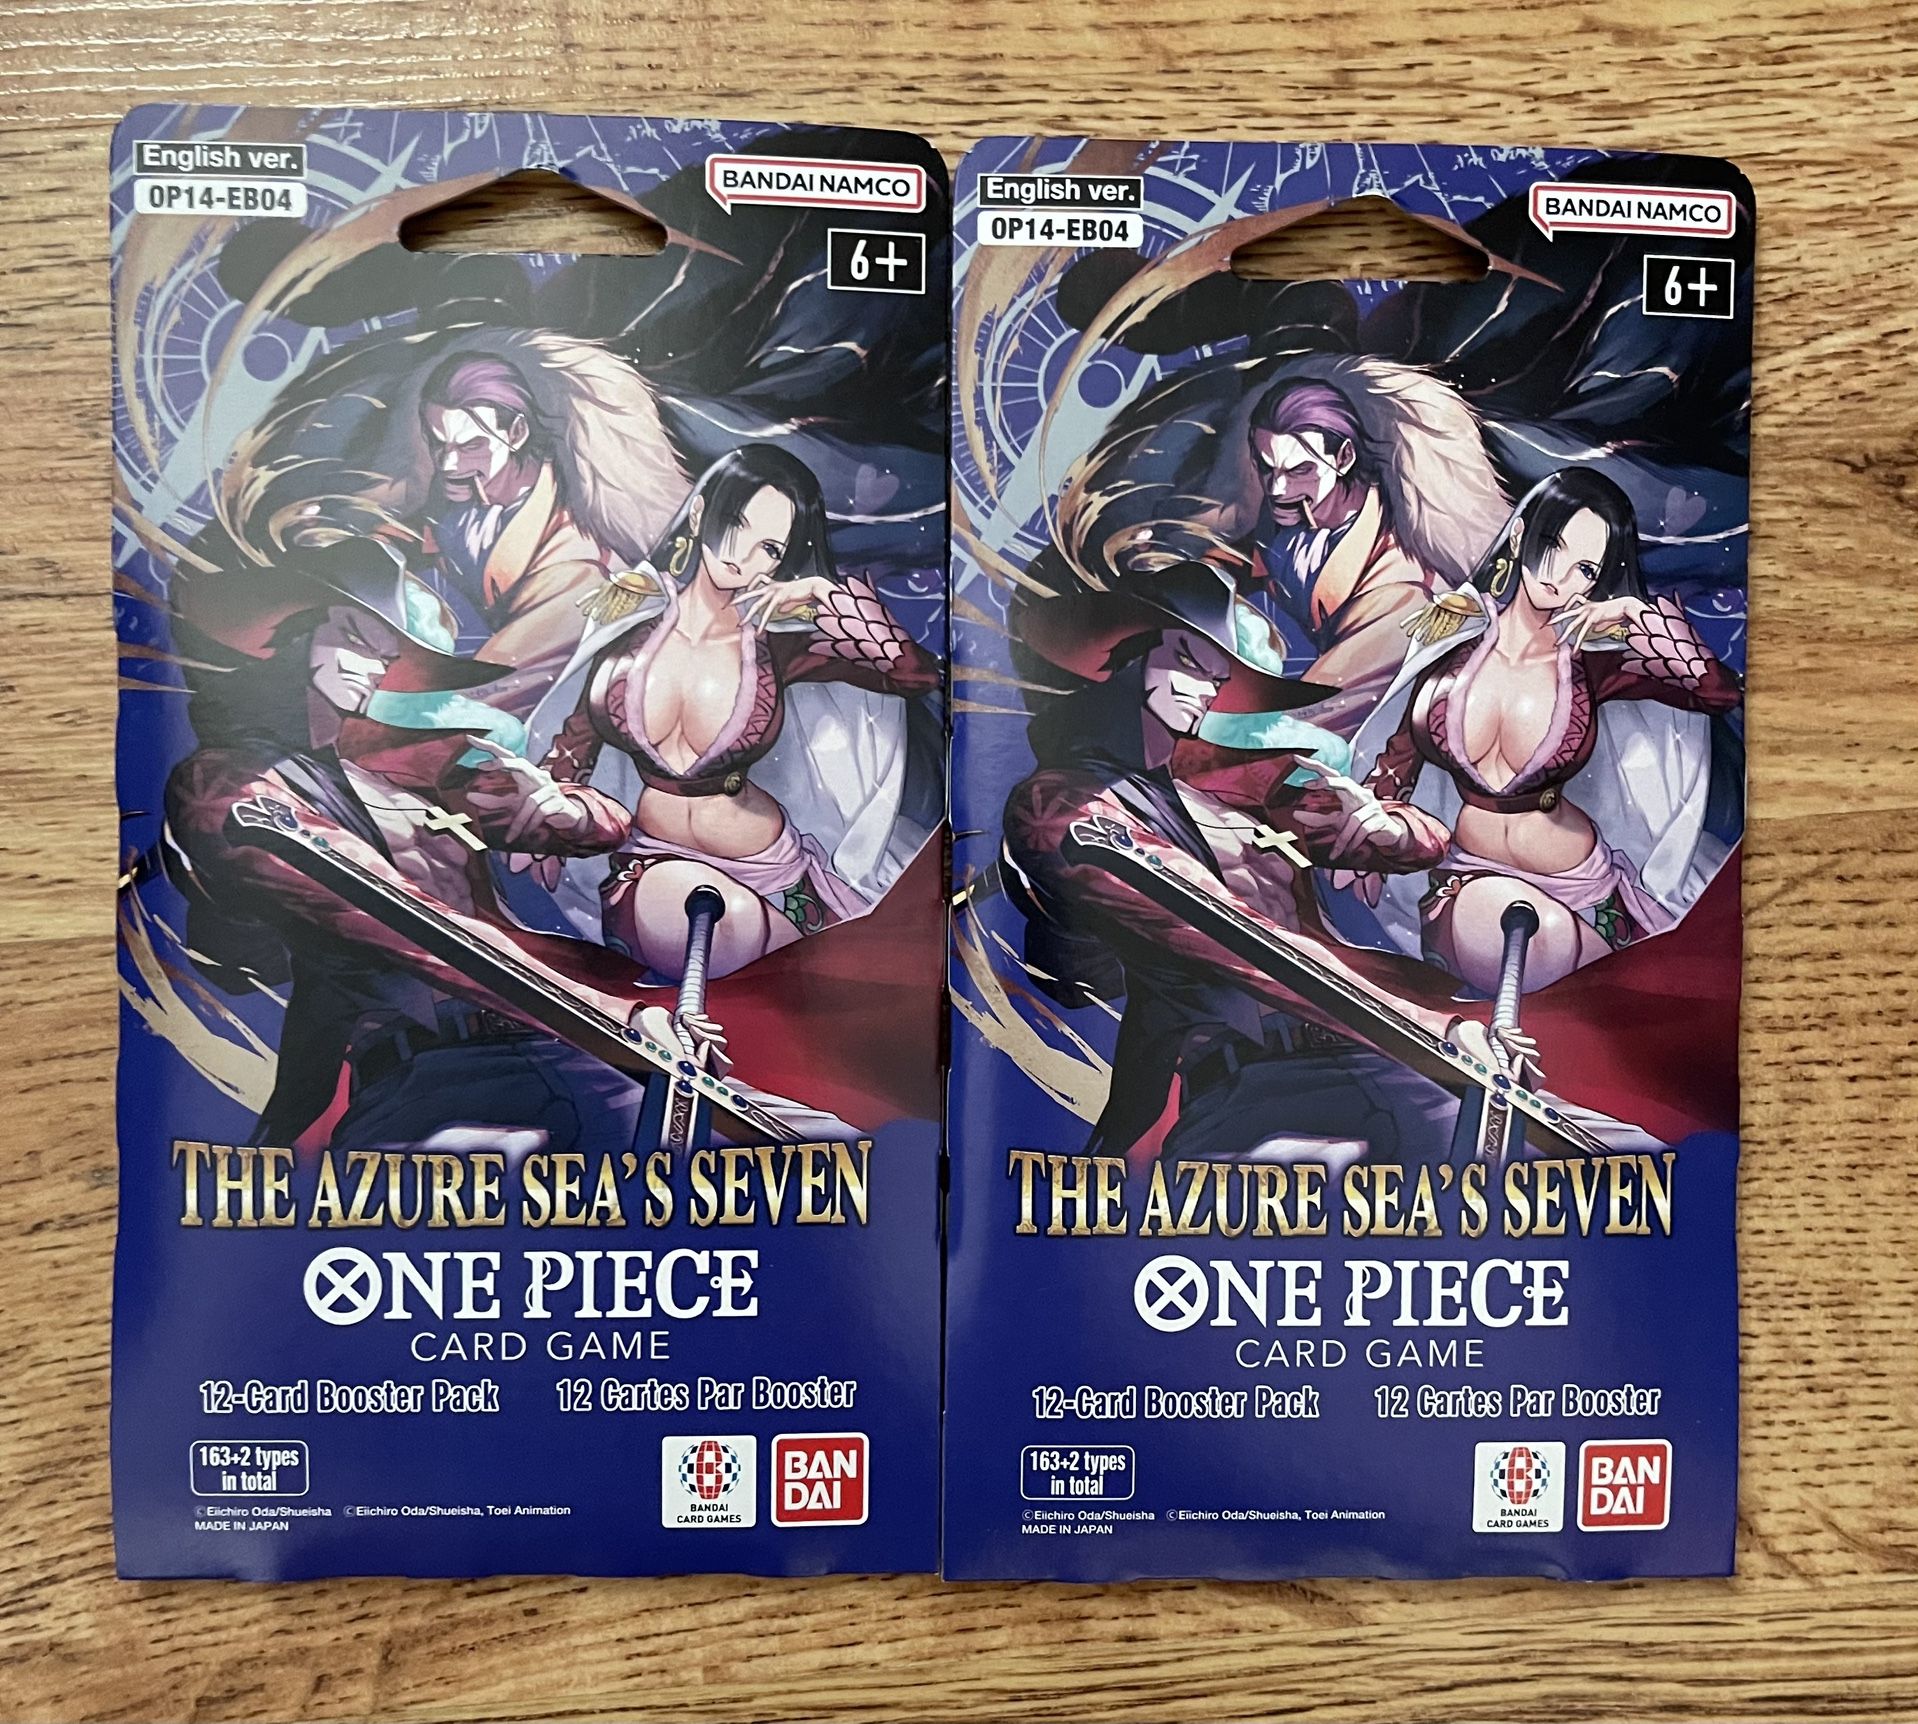 English ver.
OP14-EB04
BANDAI NAMCO
6+
THE AZURE SEA'S SEVEN
ONE PIECE
CARD GAME
12-Card Booster Pack 12 Cartes Par Booster
163+2 types
in total
©Eiichiro Oda/Shueisha ©Eiichiro Oda/Shueisha, Toei Animation
MADE IN JAPAN
BANDAI
CARD GAMES
BAN
DAI
English ver.
OP14-EB04
BANDAI NAMCO
6+
THE AZURE SEA'S SEVEN
ONE PIECE
CARD GAME
12-Card Booster Pack 12 Cartes Par Booster
163+2 types
in total
©Eiichiro Oda/Shueisha ©Eiichiro Oda/Shueisha, Toei Animation
MADE IN JAPAN
BANDAI
CARD GAMES
BAN
DAI